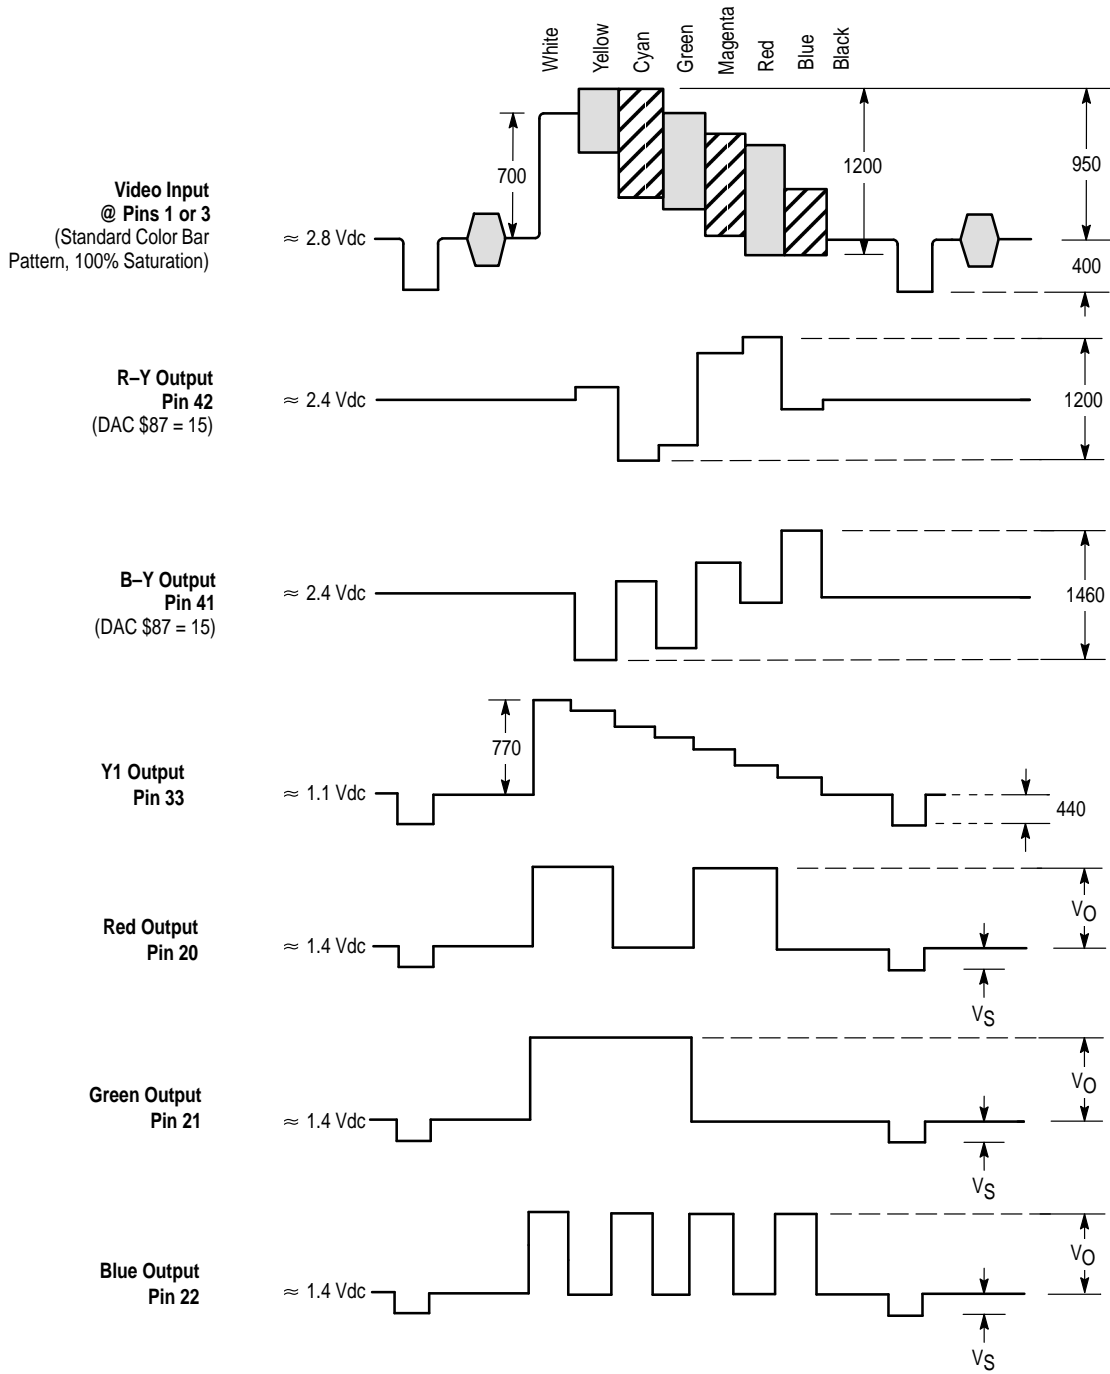 White
Yellow
Cyan
Green
Magenta
Red
Blue
Black
Video Input
@ Pins 1 or 3
(Standard Color Bar
Pattern, 100% Saturation)
≈ 2.8 Vdc
700
1200
950
400
R–Y Output
Pin 42
(DAC $87 = 15)
≈ 2.4 Vdc
1200
B–Y Output
Pin 41
(DAC $87 = 15)
≈ 2.4 Vdc
1460
Y1 Output
Pin 33
≈ 1.1 Vdc
770
440
Red Output
Pin 20
≈ 1.4 Vdc
VO
VS
Green Output
Pin 21
≈ 1.4 Vdc
VO
VS
Blue Output
Pin 22
≈ 1.4 Vdc
VO
VS